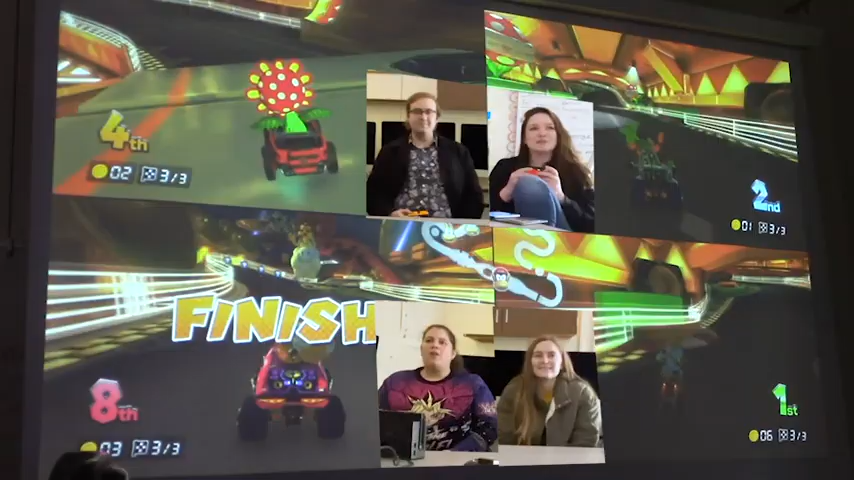 4th
02 3/3
2nd
01 3/3
FINISH
8th
03 3/3
1st
06 3/3